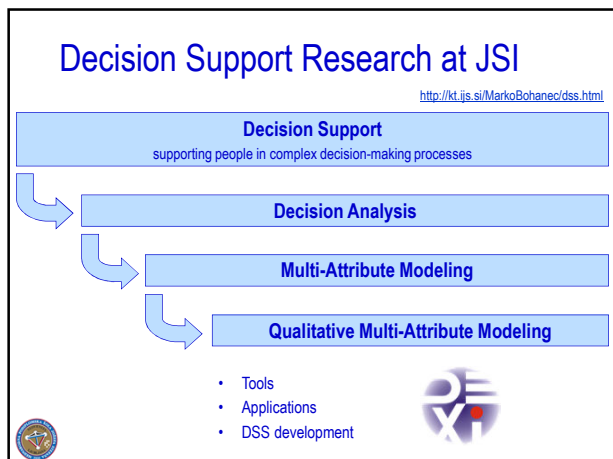 Decision Support Research at JSI
http://kt.ijs.si/MarkoBohanec/dss.html
Decision Support
supporting people in complex decision-making processes
Decision Analysis
Multi-Attribute Modeling
Qualitative Multi-Attribute Modeling
• Tools
• Applications
• DSS development
DEXi